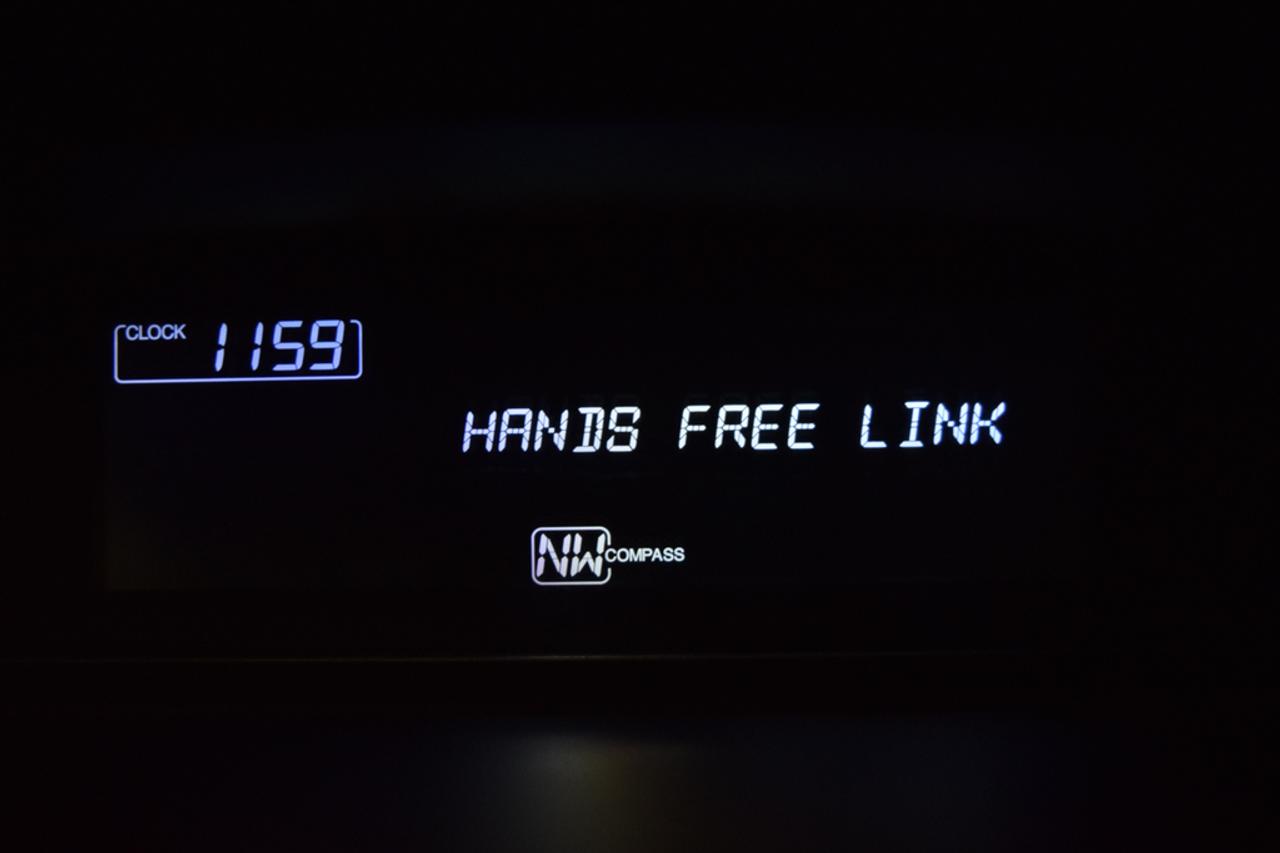 CLOCK 1159
HANDS FREE LINK
NW COMPASS